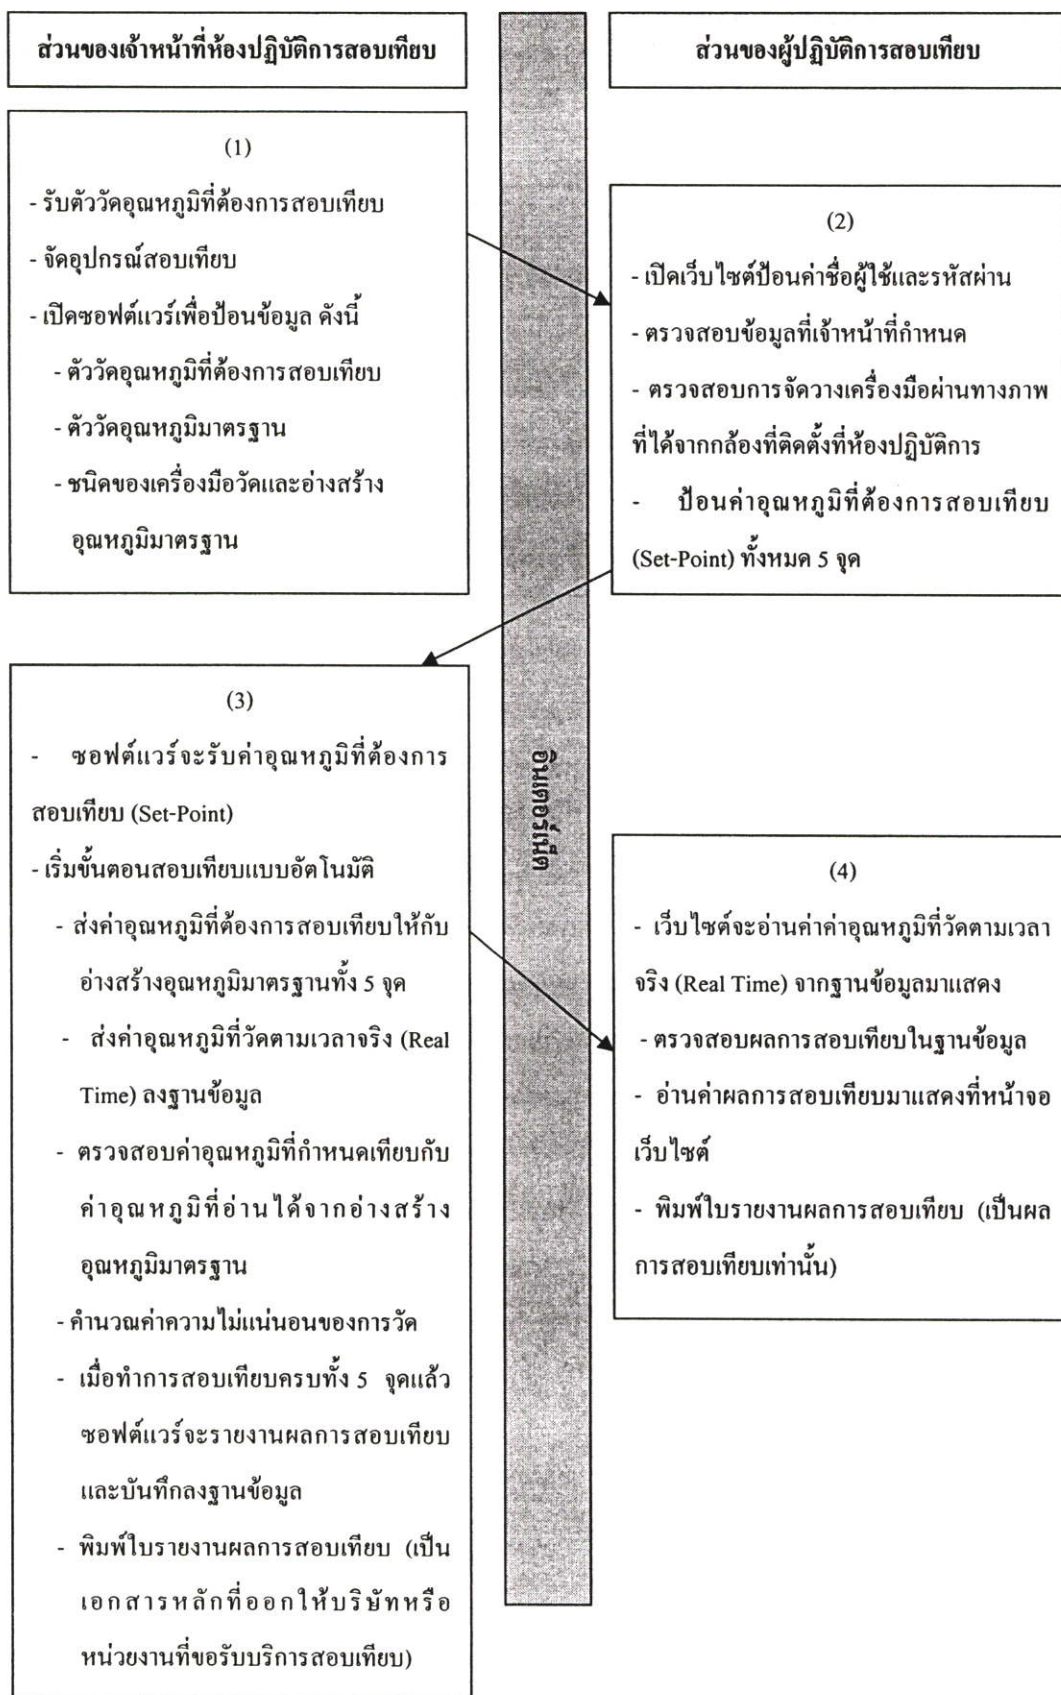 ส่วนของเจ้าหน้าที่ห้องปฏิบัติการสอบเทียบ
ส่วนของผู้ปฏิบัติการสอบเทียบ
(1)
- รับตัววัดอุณหภูมิที่ต้องการสอบเทียบ
- จัดอุปกรณ์สอบเทียบ
- เปิดซอฟต์แวร์เพื่อป้อนข้อมูล ดังนี้
- ตัววัดอุณหภูมิที่ต้องการสอบเทียบ
- ตัววัดอุณหภูมิมาตรฐาน
- ชนิดของเครื่องมือวัดและอ่างสร้าง
อุณหภูมิมาตรฐาน
(2)
- เปิดเว็บไซต์ป้อนค่าชื่อผู้ใช้และรหัสผ่าน
- ตรวจสอบข้อมูลที่เจ้าหน้าที่กำหนด
- ตรวจสอบการจัดวางเครื่องมือผ่านทางภาพ
ที่ได้จากกล้องที่ติดตั้งที่ห้องปฏิบัติการ
- ป้อนค่าอุณหภูมิที่ต้องการสอบเทียบ
(Set-Point) ทั้งหมด 5 จุด
อินเตอร์เน็ต
(3)
- ซอฟต์แวร์จะรับค่าอุณหภูมิที่ต้องการ
สอบเทียบ (Set-Point)
- เริ่มขั้นตอนสอบเทียบแบบอัตโนมัติ
- ส่งค่าอุณหภูมิที่ต้องการสอบเทียบให้กับ
อ่างสร้างอุณหภูมิมาตรฐานทั้ง 5 จุด
- ส่งค่าอุณหภูมิที่วัดตามเวลาจริง (Real
Time) ลงฐานข้อมูล
- ตรวจสอบค่าอุณหภูมิที่กำหนดเทียบกับ
ค่าอุณหภูมิที่อ่านได้จากอ่างสร้าง
อุณหภูมิมาตรฐาน
- คำนวณค่าความไม่แน่นอนของการวัด
- เมื่อทำการสอบเทียบครบทั้ง 5 จุดแล้ว
ซอฟต์แวร์จะรายงานผลการสอบเทียบ
และบันทึกลงฐานข้อมูล
- พิมพ์ใบรายงานผลการสอบเทียบ (เป็น
เอกสารหลักที่ออกให้บริษัทหรือ
หน่วยงานที่ขอรับบริการสอบเทียบ)
(4)
- เว็บไซต์จะอ่านค่าค่าอุณหภูมิที่วัดตามเวลา
จริง (Real Time) จากฐานข้อมูลมาแสดง
- ตรวจสอบผลการสอบเทียบในฐานข้อมูล
- อ่านค่าผลการสอบเทียบมาแสดงที่หน้าจอ
เว็บไซต์
- พิมพ์ใบรายงานผลการสอบเทียบ (เป็นผล
การสอบเทียบเท่านั้น)